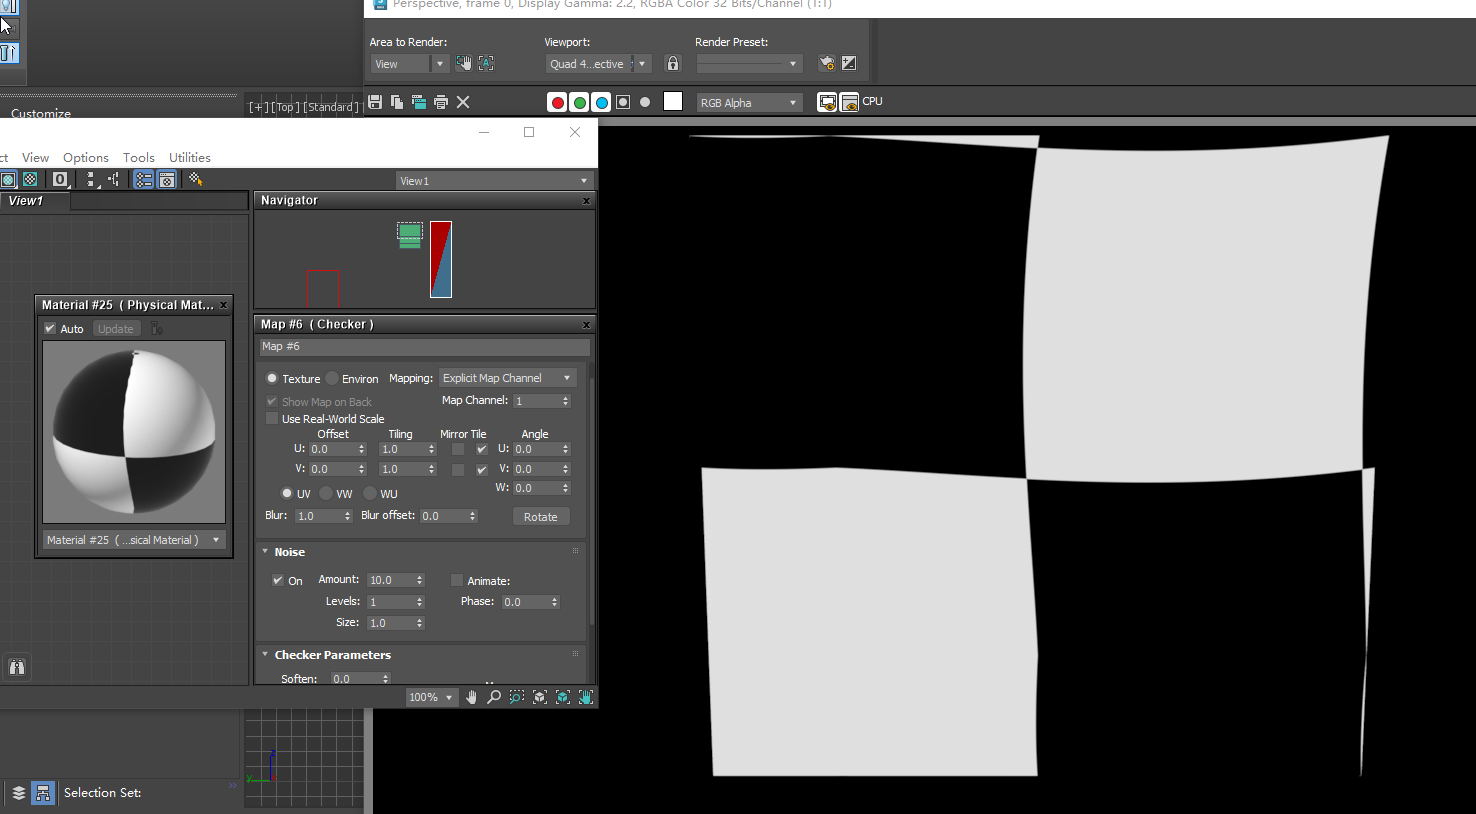 Perspective, frame 0, Display Gamma: 2.2, RGBA Color 32 Bits/Channel (1:1)
Area to Render:
Viewport:
Render Preset:
View
Quad 4...ective
RGB Alpha
CPU
Customize
[+][Top][Standard]
ct View Options Tools Utilities
0
View1
View1
Navigator
Material #25 ( Physical Mat...
Auto
Update
Material #25 ( ...sical Material )
Map #6 ( Checker )
Map #6
Texture Environ Mapping: Explicit Map Channel
Show Map on Back Map Channel: 1
Use Real-World Scale
Offset Tiling Mirror Tile Angle
U: 0.0 1.0 U: 0.0
V: 0.0 1.0 V: 0.0
W: 0.0
UV VW WU
Blur: 1.0 Blur offset: 0.0 Rotate
Noise
On Amount: 10.0 Animate:
Levels: 1 Phase: 0.0
Size: 1.0
Checker Parameters
Soften: 0.0
100%
z
y
Selection Set: